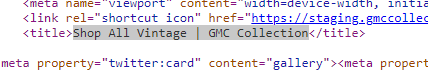 <meta name="viewport" content="width=device-width, initia
<link rel="shortcut icon" href="https://staging.gmccollec
<title>Shop All Vintage | GMC Collection</title>
meta property="twitter:card" content="gallery"><meta prope